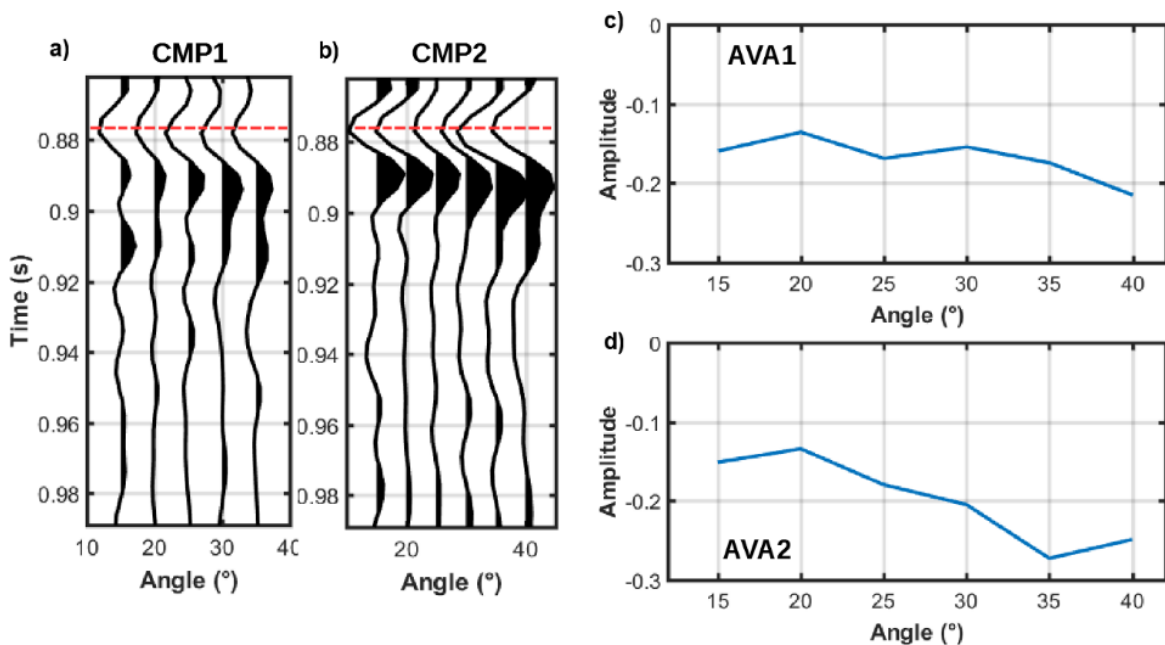 a)
CMP1
b)
CMP2
Time (s)
0.88
0.9
0.92
0.94
0.96
0.98
10
20
30
40
Angle (°)
0.88
0.9
0.92
0.94
0.96
0.98
20
40
Angle (°)
c)
AVA1
Amplitude
0
-0.1
-0.2
-0.3
15
20
25
30
35
40
Angle (°)
d)
AVA2
Amplitude
0
-0.1
-0.2
-0.3
15
20
25
30
35
40
Angle (°)